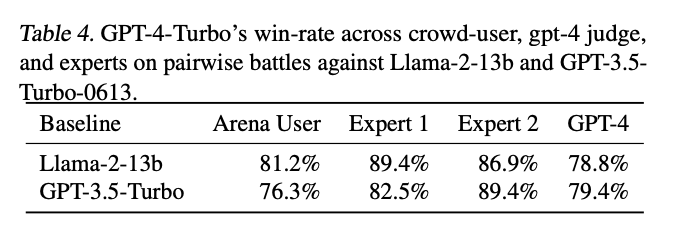 Table 4. GPT-4-Turbo's win-rate across crowd-user, gpt-4 judge,
and experts on pairwise battles against Llama-2-13b and GPT-3.5-
Turbo-0613.
Baseline Arena User Expert 1 Expert 2 GPT-4
Llama-2-13b 81.2% 89.4% 86.9% 78.8%
GPT-3.5-Turbo 76.3% 82.5% 89.4% 79.4%